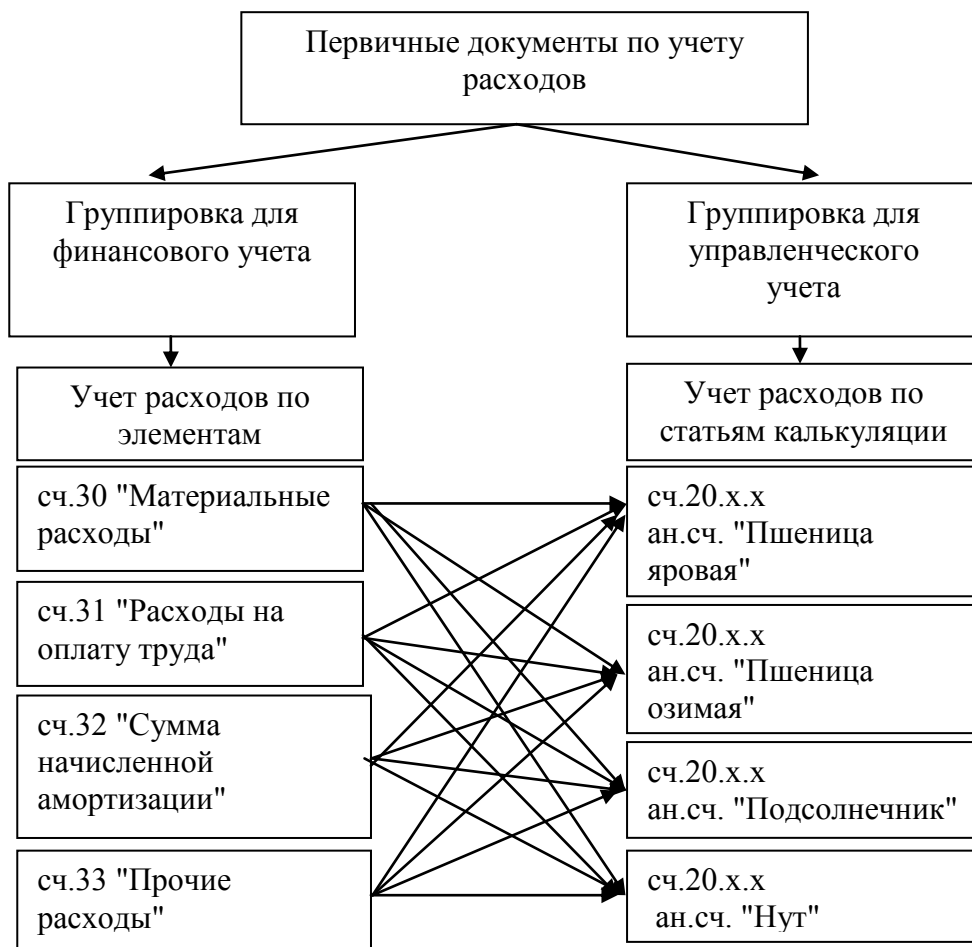 Первичные документы по учету
расходов
Группировка для
финансового учета
Группировка для
управленческого
учета
Учет расходов по
элементам
Учет расходов по
статьям калькуляции
сч.30 "Материальные
расходы"
сч.20.х.х
ан.сч. "Пшеница
яровая"
сч.31 "Расходы на
оплату труда"
сч.20.х.х
ан.сч. "Пшеница
озимая"
сч.32 "Сумма
начисленной
амортизации"
сч.20.х.х
ан.сч. "Подсолнечник"
сч.33 "Прочие
расходы"
сч.20.х.х
ан.сч. "Нут"